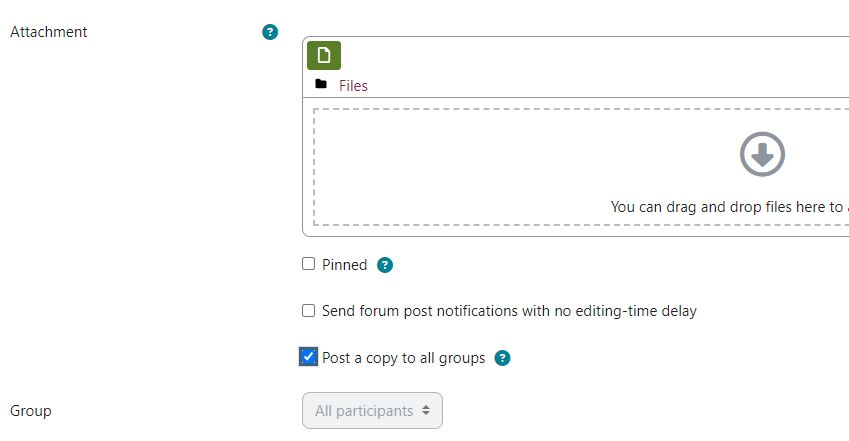 Attachment
Files
You can drag and drop files here to
Pinned
Send forum post notifications with no editing-time delay
Post a copy to all groups
Group
All participants